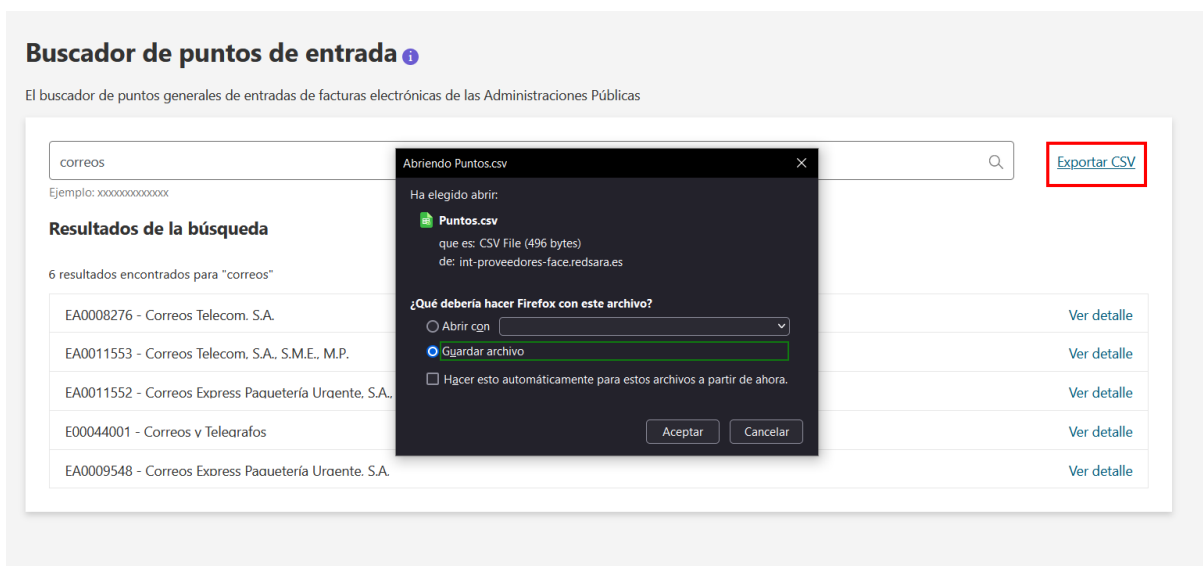 Buscador de puntos de entrada
El buscador de puntos generales de entradas de facturas electrónicas de las Administraciones Públicas
correos
Exportar CSV
Ejemplo: xxxxxxxxxxxxx
Resultados de la búsqueda
6 resultados encontrados para "correos"
EA0008276 - Correos Telecom. S.A.
Ver detalle
EA0011553 - Correos Telecom, S.A., S.M.E., M.P.
Ver detalle
EA0011552 - Correos Express Paquetería Urgente, S.A.,
Ver detalle
E00044001 - Correos y Telegrafos
Ver detalle
EA0009548 - Correos Express Paquetería Urgente. S.A.
Ver detalle
Abriendo Puntos.csv
Ha elegido abrir:
Puntos.csv
que es: CSV File (496 bytes)
de: int-proveedores-face.redsara.es
¿Qué debería hacer Firefox con este archivo?
Abrir con
Guardar archivo
Hacer esto automáticamente para estos archivos a partir de ahora.
Aceptar
Cancelar